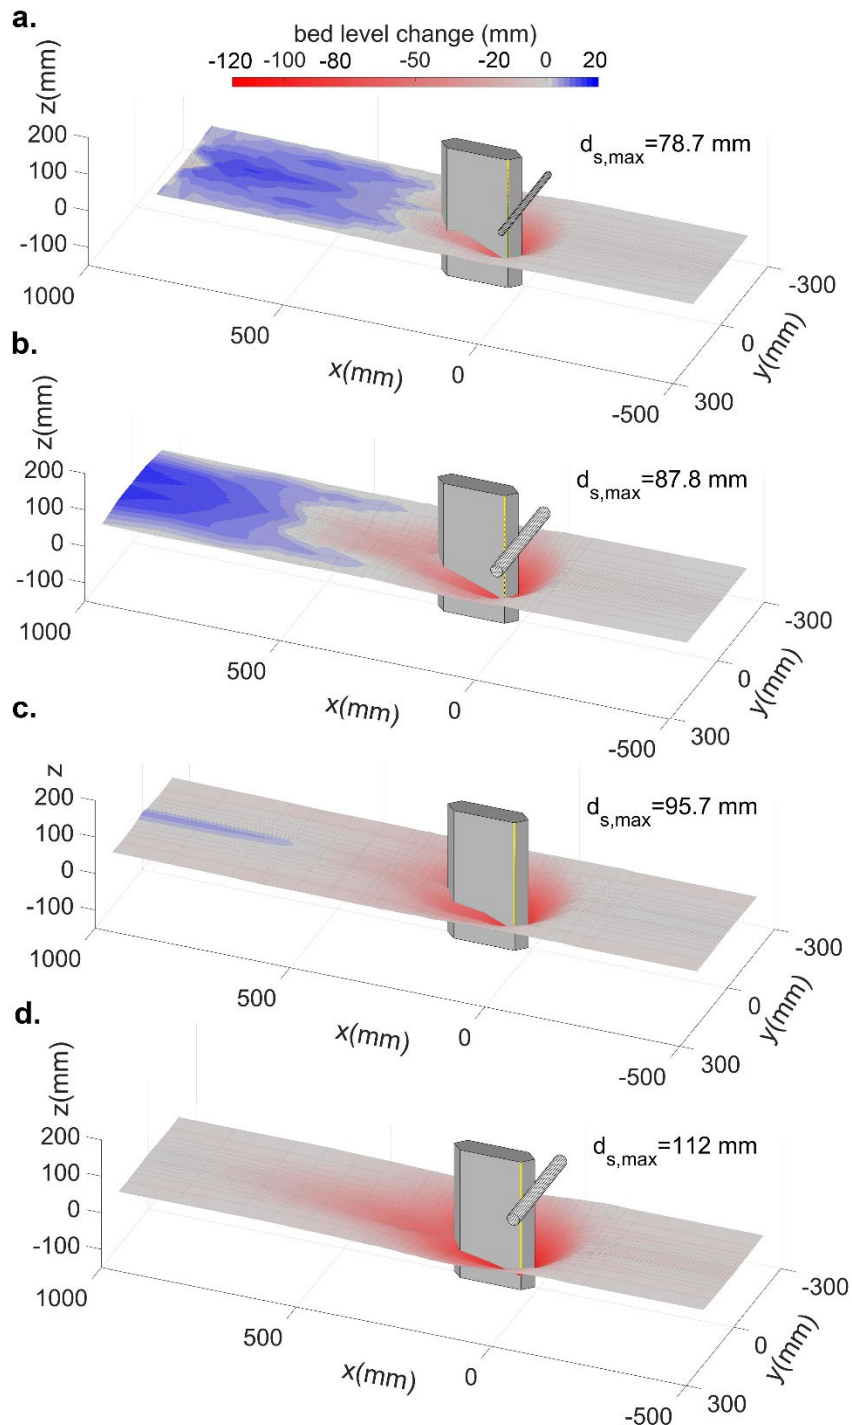 a.
bed level change (mm)
-120 -100 -80 -50 -20 0 20
z(mm)
200
100
0
-100
d_s,max=78.7 mm
1000
500
0
-500
x(mm)
-300
0
300
y(mm)
b.
z(mm)
200
100
0
-100
d_s,max=87.8 mm
1000
500
0
-500
x(mm)
-300
0
300
y(mm)
c.
z
200
100
0
-100
d_s,max=95.7 mm
1000
500
0
-500
x(mm)
-300
0
300
y(mm)
d.
z(mm)
200
100
0
-100
d_s,max=112 mm
1000
500
0
-500
x(mm)
-300
0
300
y(mm)